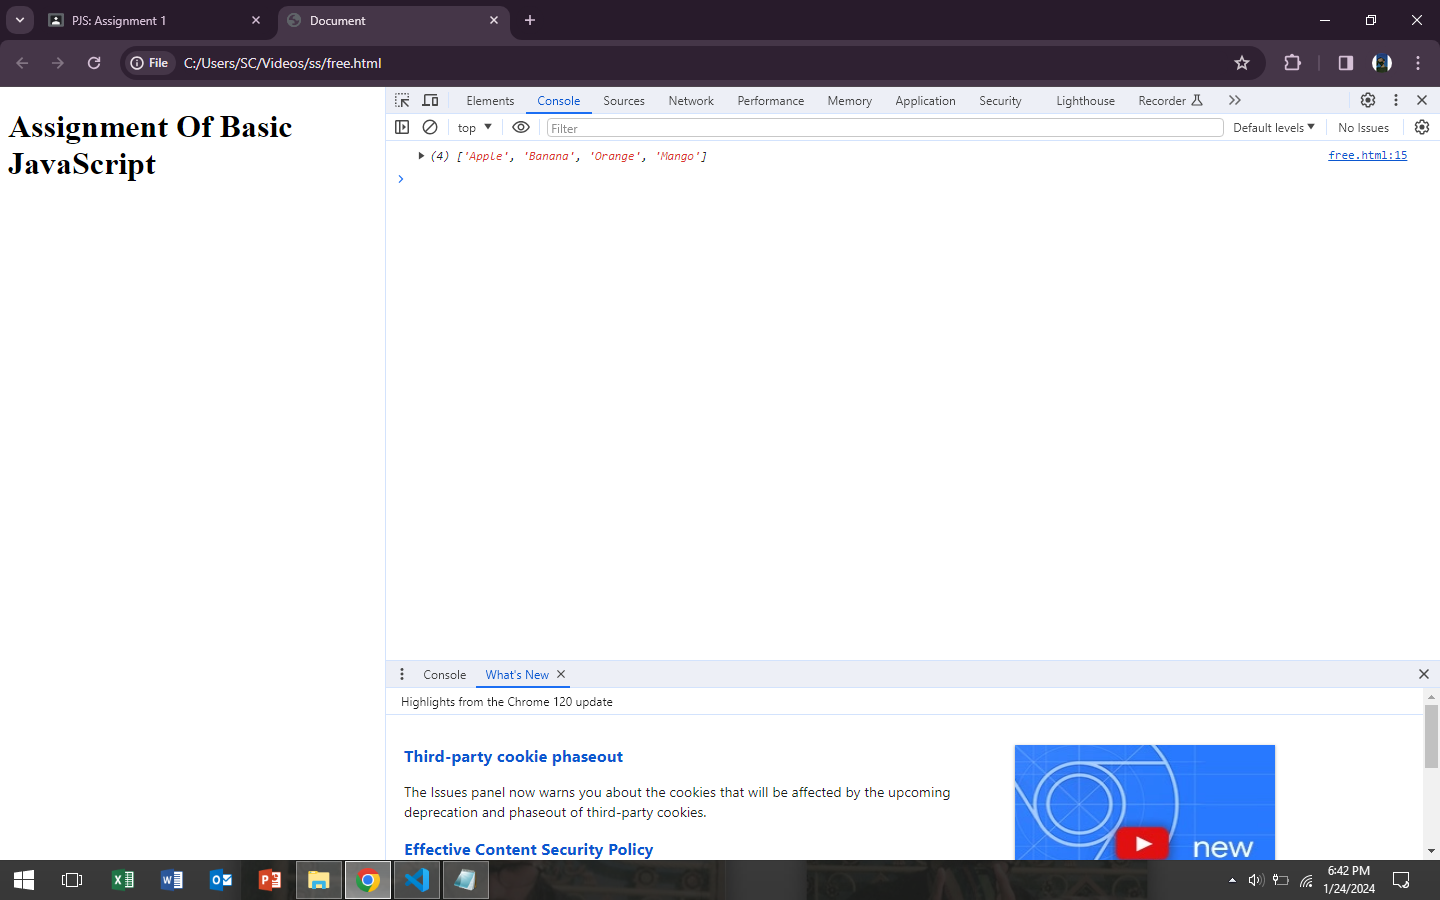 PJS: Assignment 1
Document
File
C:/Users/SC/Videos/ss/free.html
Assignment Of Basic
JavaScript
Elements Console Sources Network Performance Memory Application Security Lighthouse Recorder
top Filter Default levels No Issues
(4) ['Apple', 'Banana', 'Orange', 'Mango'] free.html:15
Console What's New
Highlights from the Chrome 120 update
Third-party cookie phaseout
The Issues panel now warns you about the cookies that will be affected by the upcoming
deprecation and phaseout of third-party cookies.
Effective Content Security Policy
new
6:42 PM
1/24/2024